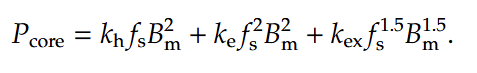 P_core = k_h f_s B_m^2 + k_e f_s^2 B_m^2 + k_ex f_s^1.5 B_m^1.5.